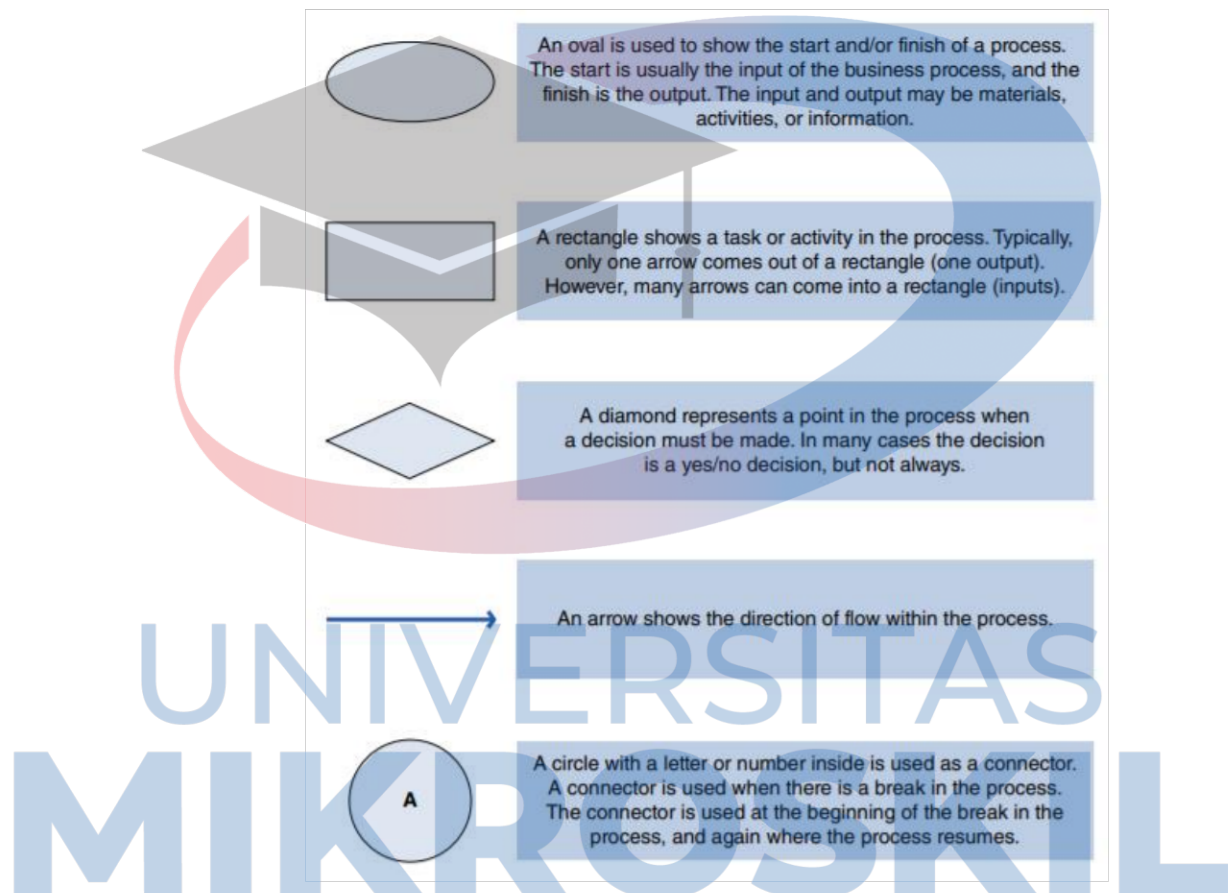 An oval is used to show the start and/or finish of a process.
The start is usually the input of the business process, and the
finish is the output. The input and output may be materials,
activities, or information.
A rectangle shows a task or activity in the process. Typically,
only one arrow comes out of a rectangle (one output).
However, many arrows can come into a rectangle (inputs).
A diamond represents a point in the process when
a decision must be made. In many cases the decision
is a yes/no decision, but not always.
An arrow shows the direction of flow within the process.
UNIVERSITAS
MIKROSKIL
A
A circle with a letter or number inside is used as a connector.
A connector is used when there is a break in the process.
The connector is used at the beginning of the break in the
process, and again where the process resumes.